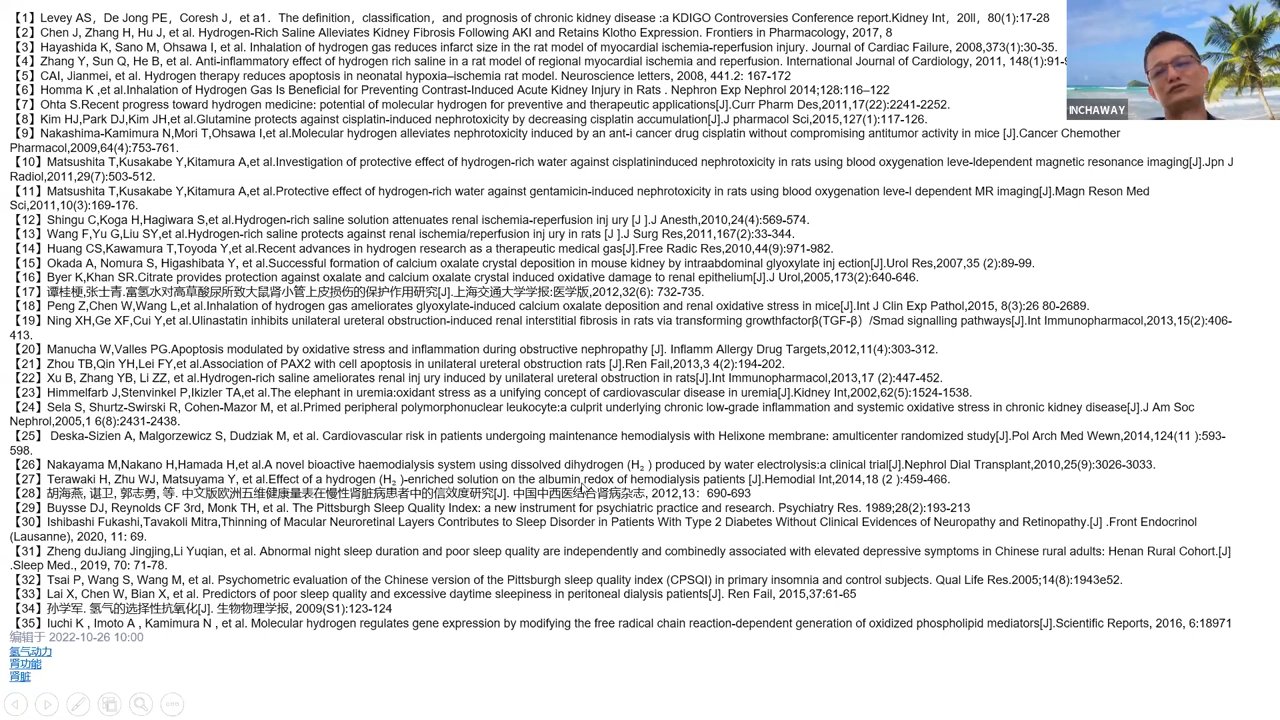 【1】Levey AS，De Jong PE，Coresh J，et a1．The definition，classification，and prognosis of chronic kidney disease :a KDIGO Controversies Conference report.Kidney Int，20ll，80(1):17-28
【2】Chen J, Zhang H, Hu J, et al. Hydrogen-Rich Saline Alleviates Kidney Fibrosis Following AKI and Retains Klotho Expression. Frontiers in Pharmacology, 2017, 8
【3】Hayashida K, Sano M, Ohsawa I, et al. Inhalation of hydrogen gas reduces infarct size in the rat model of myocardial ischemia-reperfusion injury. Journal of Cardiac Failure, 2008,373(1):30-35.
【4】Zhang Y, Sun Q, He B, et al. Anti-inflammatory effect of hydrogen rich saline in a rat model of regional myocardial ischemia and reperfusion. International Journal of Cardiology, 2011, 148(1):91-9
【5】CAI, Jianmei, et al. Hydrogen therapy reduces apoptosis in neonatal hypoxia–ischemia rat model. Neuroscience letters, 2008, 441.2: 167-172
【6】Homma K ,et al.Inhalation of Hydrogen Gas Is Beneficial for Preventing Contrast-Induced Acute Kidney Injury in Rats . Nephron Exp Nephrol 2014;128:116–122
【7】Ohta S.Recent progress toward hydrogen medicine: potential of molecular hydrogen for preventive and therapeutic applications[J].Curr Pharm Des,2011,17(22):2241-2252.
【8】Kim HJ,Park DJ,Kim JH,et al.Glutamine protects against cisplatin-induced nephrotoxicity by decreasing cisplatin accumulation[J].J pharmacol Sci,2015,127(1):117-126.
【9】Nakashima-Kamimura N,Mori T,Ohsawa I,et al.Molecular hydrogen alleviates nephrotoxicity induced by an ant-i cancer drug cisplatin without compromising antitumor activity in mice [J].Cancer Chemother
Pharmacol,2009,64(4):753-761.
【10】Matsushita T,Kusakabe Y,Kitamura A,et al.Investigation of protective effect of hydrogen-rich water against cisplatininduced nephrotoxicity in rats using blood oxygenation leve-ldependent magnetic resonance imaging[J].Jpn J
Radiol,2011,29(7):503-512.
【11】Matsushita T,Kusakabe Y,Kitamura A,et al.Protective effect of hydrogen-rich water against gentamicin-induced nephrotoxicity in rats using blood oxygenation leve-l dependent MR imaging[J].Magn Reson Med
Sci,2011,10(3):169-176.
【12】Shingu C,Koga H,Hagiwara S,et al.Hydrogen-rich saline solution attenuates renal ischemia-reperfusion inj ury [J ].J Anesth,2010,24(4):569-574.
【13】Wang F,Yu G,Liu SY,et al.Hydrogen-rich saline protects against renal ischemia/reperfusion inj ury in rats [J ].J Surg Res,2011,167(2):33-344.
【14】Huang CS,Kawamura T,Toyoda Y,et al.Recent advances in hydrogen research as a therapeutic medical gas[J].Free Radic Res,2010,44(9):971-982.
【15】Okada A, Nomura S, Higashibata Y, et al.Successful formation of calcium oxalate crystal deposition in mouse kidney by intraabdominal glyoxylate inj ection[J].Urol Res,2007,35 (2):89-99.
【16】Byer K,Khan SR.Citrate provides protection against oxalate and calcium oxalate crystal induced oxidative damage to renal epithelium[J].J Urol,2005,173(2):640-646.
【17】谭桂梗,张士青.富氢水对高草酸尿所致大鼠肾小管上皮损伤的保护作用研究[J].上海交通大学学报:医学版,2012,32(6): 732-735.
【18】Peng Z,Chen W,Wang L,et al.Inhalation of hydrogen gas ameliorates glyoxylate-induced calcium oxalate deposition and renal oxidative stress in mice[J].Int J Clin Exp Pathol,2015, 8(3):26 80-2689.
【19】Ning XH,Ge XF,Cui Y,et al.Ulinastatin inhibits unilateral ureteral obstruction-induced renal interstitial fibrosis in rats via transforming growthfactorβ(TGF-β）/Smad signalling pathways[J].Int Immunopharmacol,2013,15(2):406-
413.
【20】Manucha W,Valles PG.Apoptosis modulated by oxidative stress and inflammation during obstructive nephropathy [J]. Inflamm Allergy Drug Targets,2012,11(4):303-312.
【21】Zhou TB,Qin YH,Lei FY,et al.Association of PAX2 with cell apoptosis in unilateral ureteral obstruction rats [J].Ren Fail,2013,3 4(2):194-202.
【22】Xu B, Zhang YB, Li ZZ, et al.Hydrogen-rich saline ameliorates renal inj ury induced by unilateral ureteral obstruction in rats[J].Int Immunopharmacol,2013,17 (2):447-452.
【23】Himmelfarb J,Stenvinkel P,Ikizler TA,et al.The elephant in uremia:oxidant stress as a unifying concept of cardiovascular disease in uremia[J].Kidney Int,2002,62(5):1524-1538.
【24】Sela S, Shurtz-Swirski R, Cohen-Mazor M, et al.Primed peripheral polymorphonuclear leukocyte:a culprit underlying chronic low-grade inflammation and systemic oxidative stress in chronic kidney disease[J].J Am Soc
Nephrol,2005,1 6(8):2431-2438.
【25】 Deska-Sizien A, Malgorzewicz S, Dudziak M, et al. Cardiovascular risk in patients undergoing maintenance hemodialysis with Helixone membrane: amulticenter randomized study[J].Pol Arch Med Wewn,2014,124(11 ):593-
598.
【26】Nakayama M,Nakano H,Hamada H,et al.A novel bioactive haemodialysis system using dissolved dihydrogen (H₂ ) produced by water electrolysis:a clinical trial[J].Nephrol Dial Transplant,2010,25(9):3026-3033.
【27】Terawaki H, Zhu WJ, Matsuyama Y, et al.Effect of a hydrogen (H₂ )-enriched solution on the albumin redox of hemodialysis patients [J].Hemodial Int,2014,18 (2 ):459-466.
【28】胡海燕, 谌卫, 郭志勇, 等. 中文版欧洲五维健康量表在慢性肾脏病患者中的信效度研究[J]. 中国中西医结合肾病杂志, 2012,13：690-693
【29】Buysse DJ, Reynolds CF 3rd, Monk TH, et al. The Pittsburgh Sleep Quality Index: a new instrument for psychiatric practice and research. Psychiatry Res. 1989;28(2):193-213
【30】Ishibashi Fukashi,Tavakoli Mitra,Thinning of Macular Neuroretinal Layers Contributes to Sleep Disorder in Patients With Type 2 Diabetes Without Clinical Evidences of Neuropathy and Retinopathy.[J] .Front Endocrinol
(Lausanne), 2020, 11: 69.
【31】Zheng duJiang Jingjing,Li Yuqian, et al. Abnormal night sleep duration and poor sleep quality are independently and combinedly associated with elevated depressive symptoms in Chinese rural adults: Henan Rural Cohort.[J]
.Sleep Med., 2019, 70: 71-78.
【32】Tsai P, Wang S, Wang M, et al. Psychometric evaluation of the Chinese version of the Pittsburgh sleep quality index (CPSQI) in primary insomnia and control subjects. Qual Life Res.2005;14(8):1943e52.
【33】Lai X, Chen W, Bian X, et al. Predictors of poor sleep quality and excessive daytime sleepiness in peritoneal dialysis patients[J]. Ren Fail, 2015,37:61-65
【34】孙学军. 氢气的选择性抗氧化[J]. 生物物理学报, 2009(S1):123-124
【35】Iuchi K , Imoto A , Kamimura N , et al. Molecular hydrogen regulates gene expression by modifying the free radical chain reaction-dependent generation of oxidized phospholipid mediators[J].Scientific Reports, 2016, 6:18971
编辑于 2022-10-26 10:00
氢气动力
肾功能
肾脏
INCHAWAY